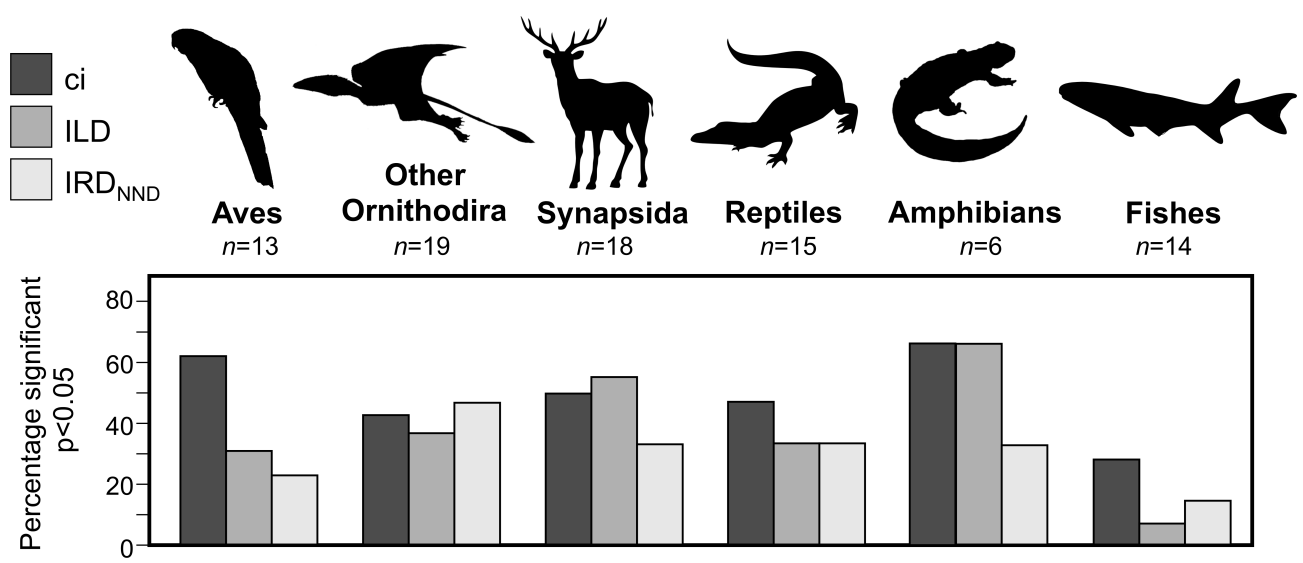 ci
ILD
IRDNND
Aves
n=13
Other
Ornithodira
n=19
Synapsida
n=18
Reptiles
n=15
Amphibians
n=6
Fishes
n=14
Percentage significant
p<0.05
80
60
40
20
0